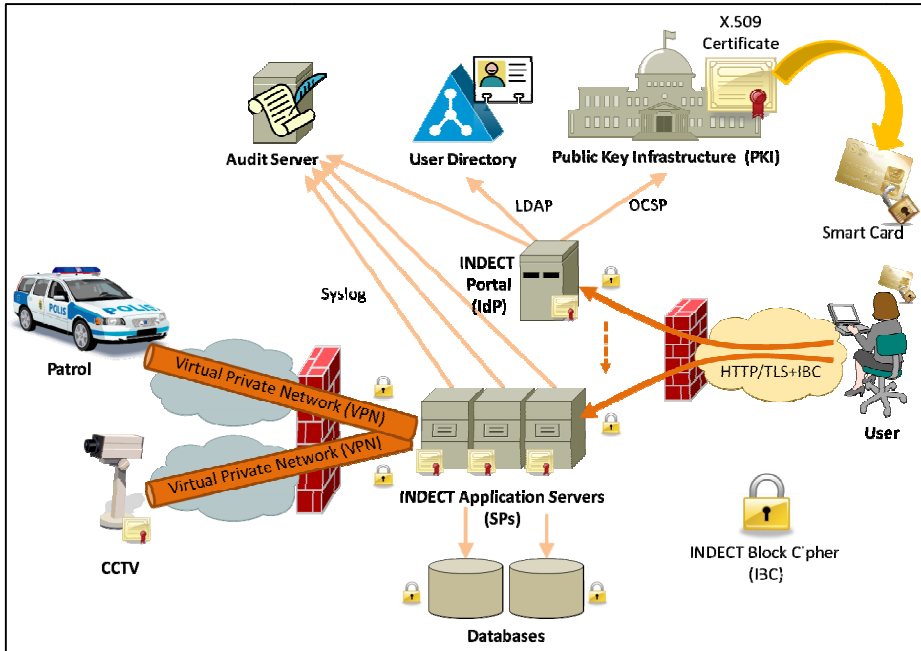 X.509
Certificate
Audit Server
User Directory
Public Key Infrastructure (PKI)
LDAP
OCSP
Smart Card
INDECT
Portal
(IdP)
Syslog
POLIS
POLIS
Patrol
Virtual Private Network (VPN)
HTTP/TLS+IBC
User
Virtual Private Network (VPN)
CCTV
INDECT Application Servers
(SPs)
INDECT Block Cipher
(IBC)
Databases